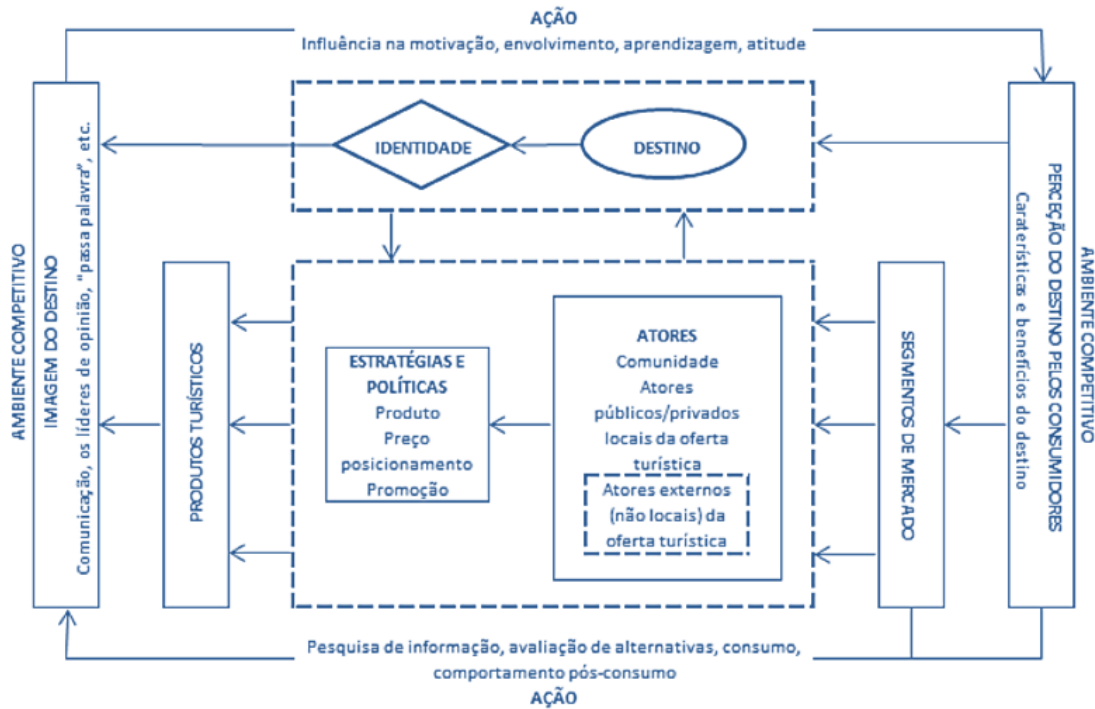 AÇÃO
Influência na motivação, envolvimento, aprendizagem, atitude
AMBIENTE COMPETITIVO
IMAGEM DO DESTINO
Comunicação, os líderes de opinião, "passa palavra", etc.
IDENTIDADE
DESTINO
PRODUTOS TURÍSTICOS
ESTRATÉGIAS E
POLÍTICAS
Produto
Preço
posicionamento
Promoção
ATORES
Comunidade
Atores
públicos/privados
locais da oferta
turística
Atores externos
(não locais) da
oferta turística
SEGMENTOS DE MERCADO
AMBIENTE COMPETITIVO
PERCEÇÃO DO DESTINO PELOS CONSUMIDORES
Caraterísticas e benefícios do destino
Pesquisa de informação, avaliação de alternativas, consumo,
comportamento pós-consumo
AÇÃO